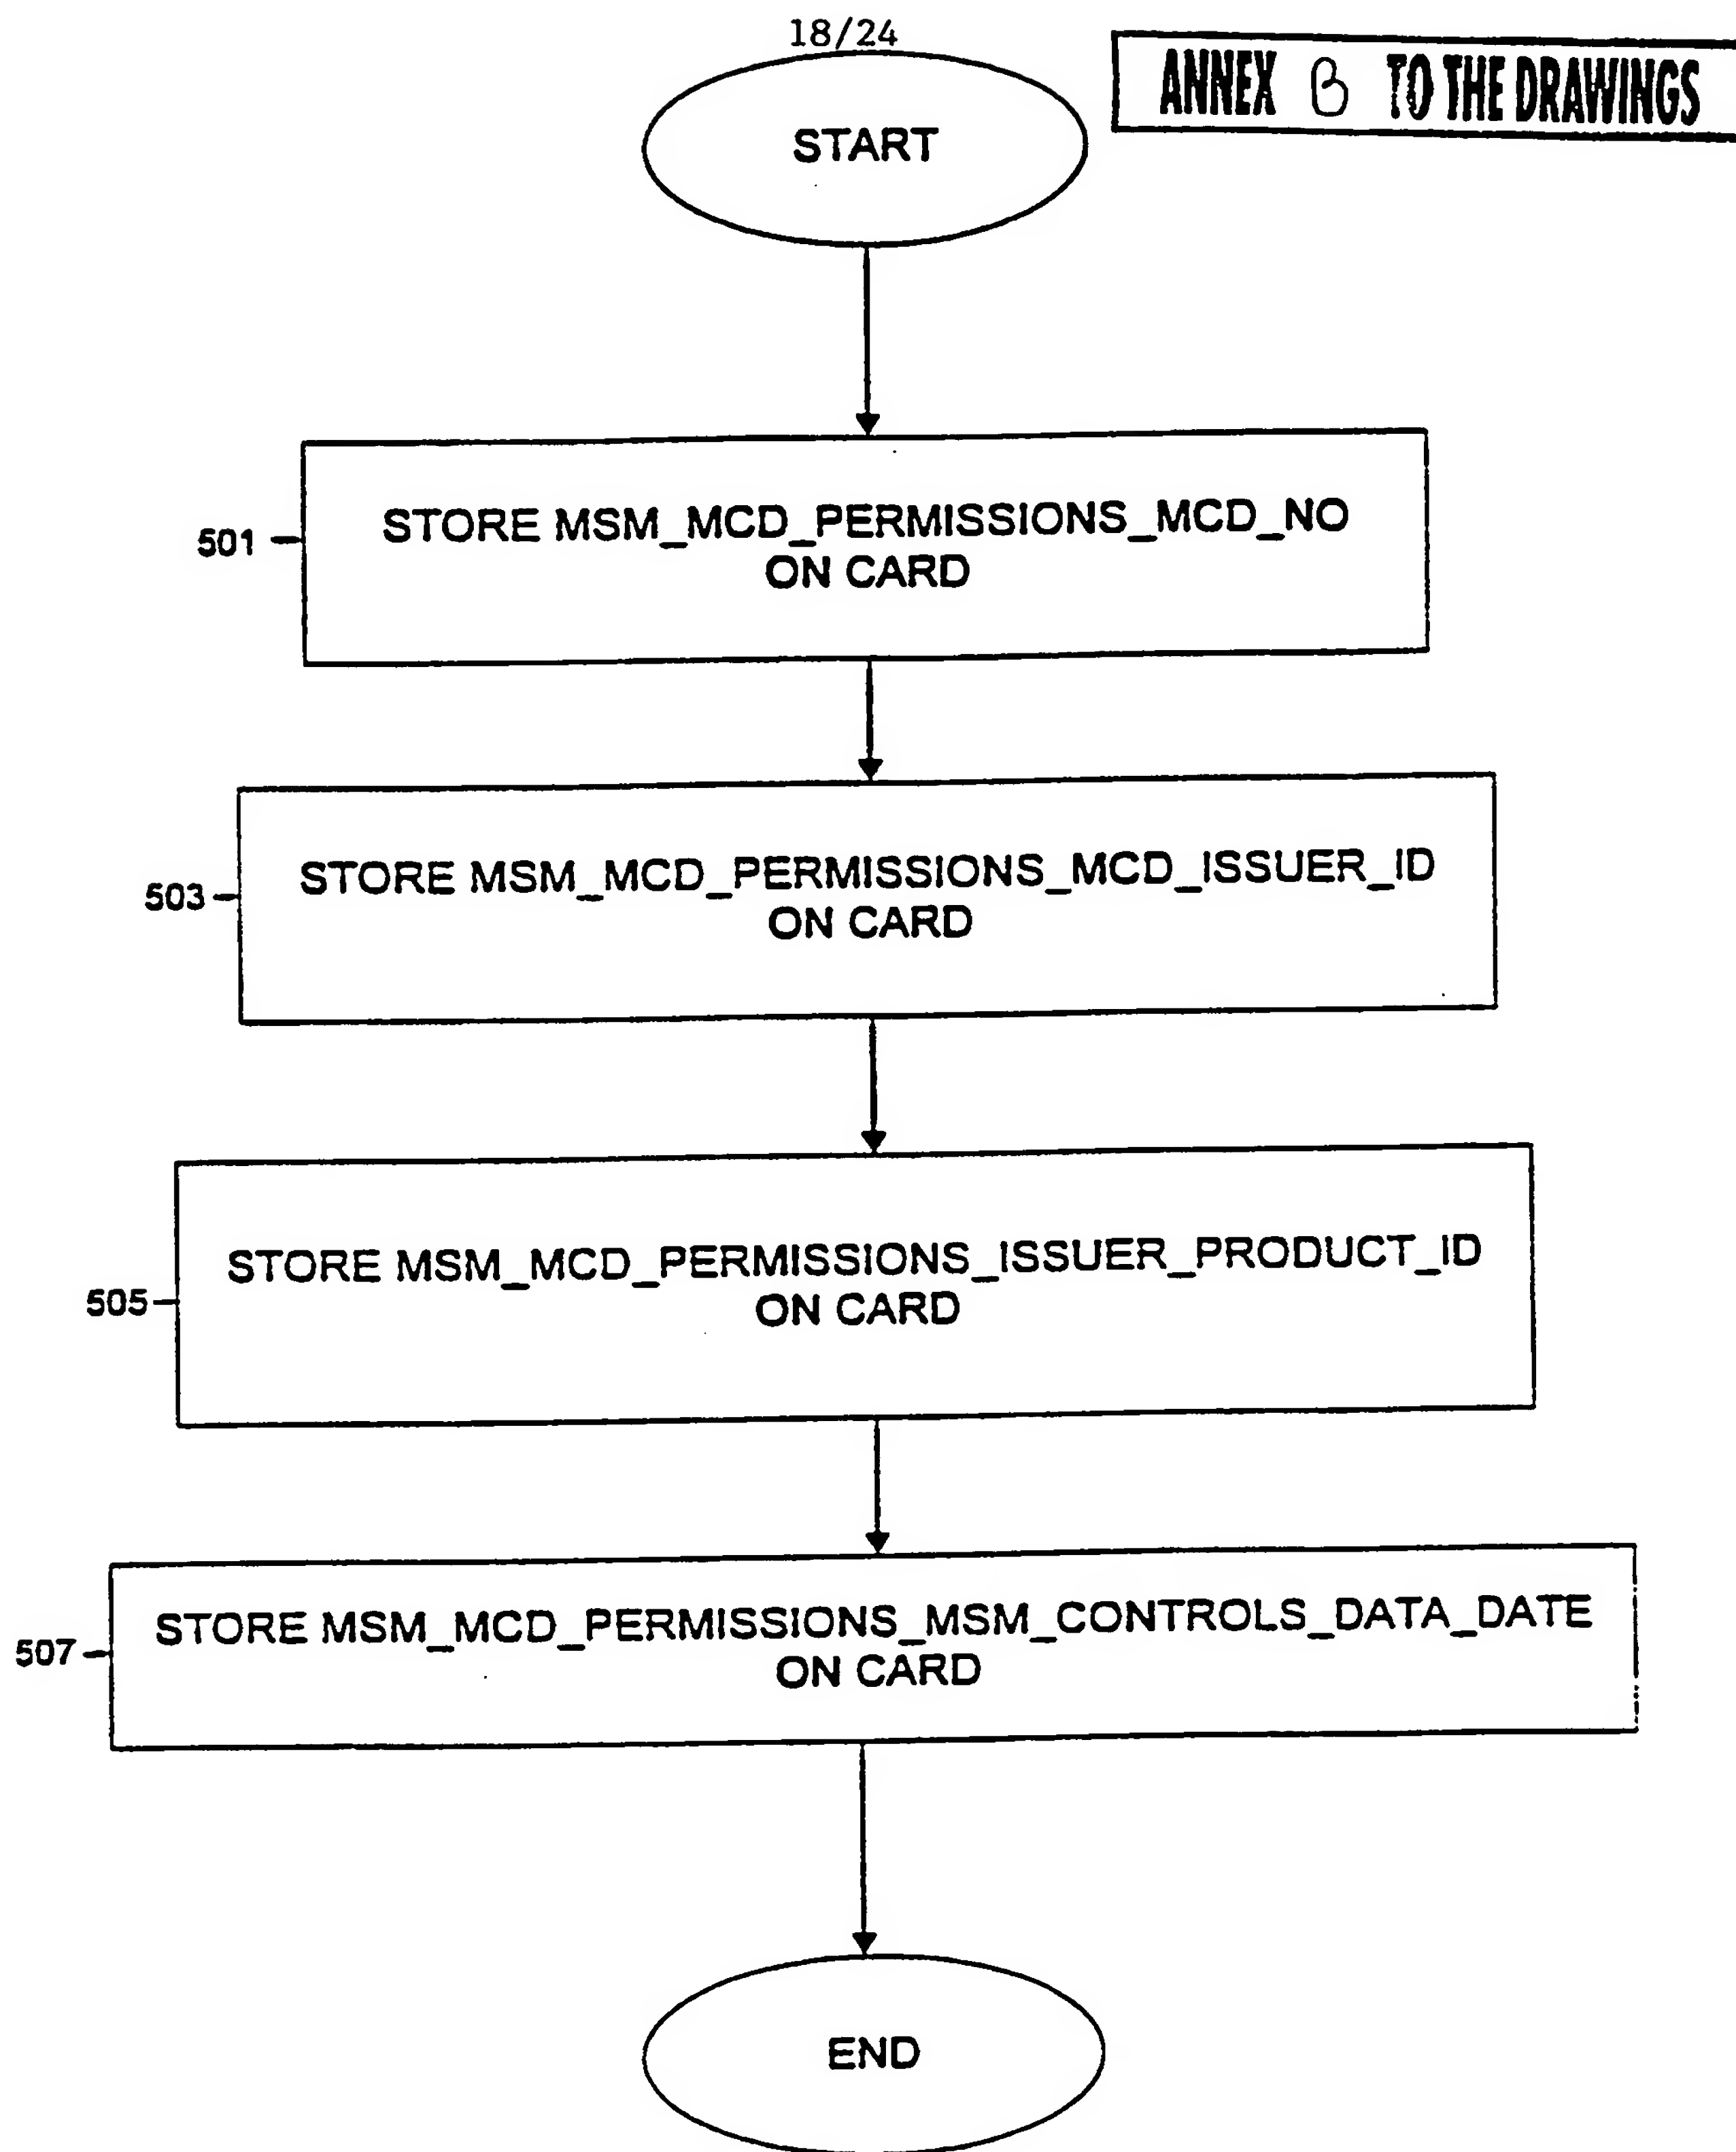 18/24
ANNEX B TO THE DRAWINGS
START
501
STORE MSM_MCD_PERMISSIONS_MCD_NO
ON CARD
503
STORE MSM_MCD_PERMISSIONS_MCD_ISSUER_ID
ON CARD
505
STORE MSM_MCD_PERMISSIONS_ISSUER_PRODUCT_ID
ON CARD
507
STORE MSM_MCD_PERMISSIONS_MSM_CONTROLS_DATA_DATE
ON CARD
END